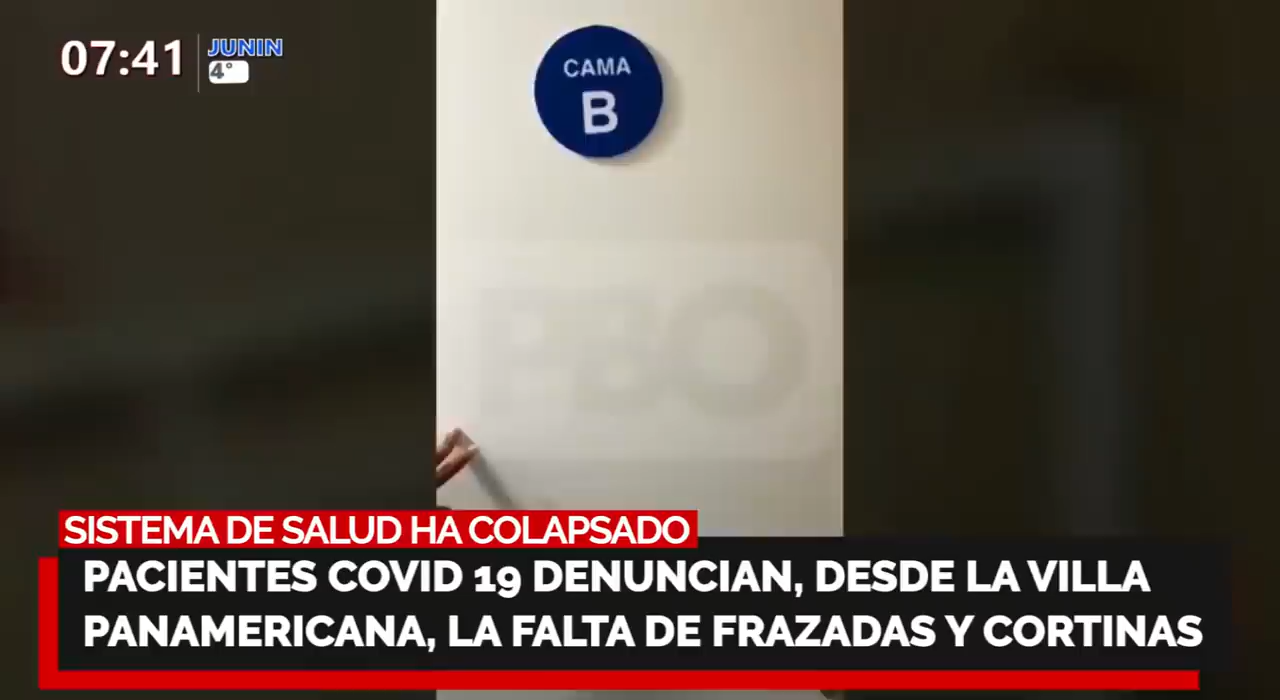 07:41
JUNIN
4°
CAMA
B
SISTEMA DE SALUD HA COLAPSADO
PACIENTES COVID 19 DENUNCIAN, DESDE LA VILLA
PANAMERICANA, LA FALTA DE FRAZADAS Y CORTINAS